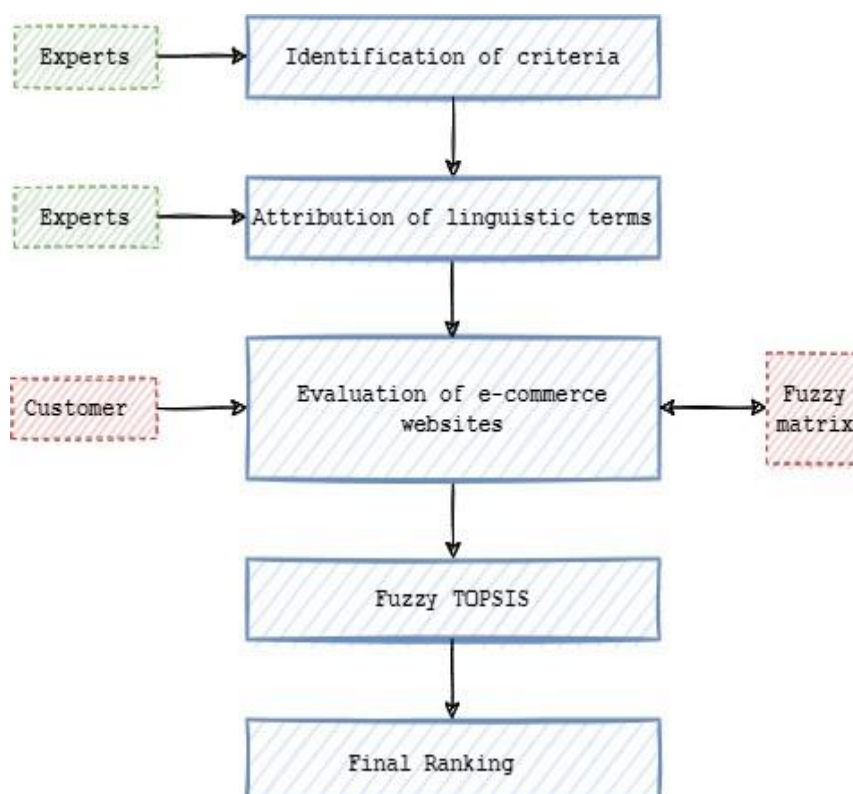 Experts
Identification of criteria
Experts
Attribution of linguistic terms
Customer
Evaluation of e-commerce
websites
Fuzzy
matrix
Fuzzy TOPSIS
Final Ranking